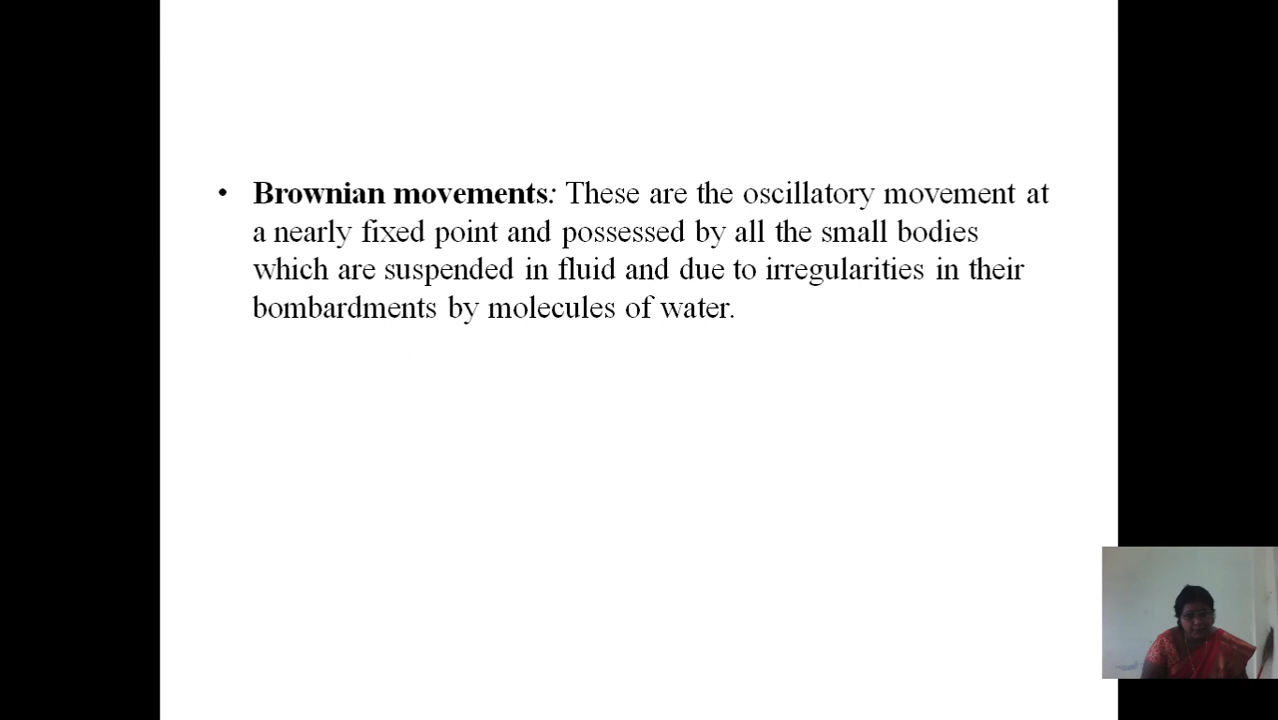 • Brownian movements: These are the oscillatory movement at
a nearly fixed point and possessed by all the small bodies
which are suspended in fluid and due to irregularities in their
bombardments by molecules of water.